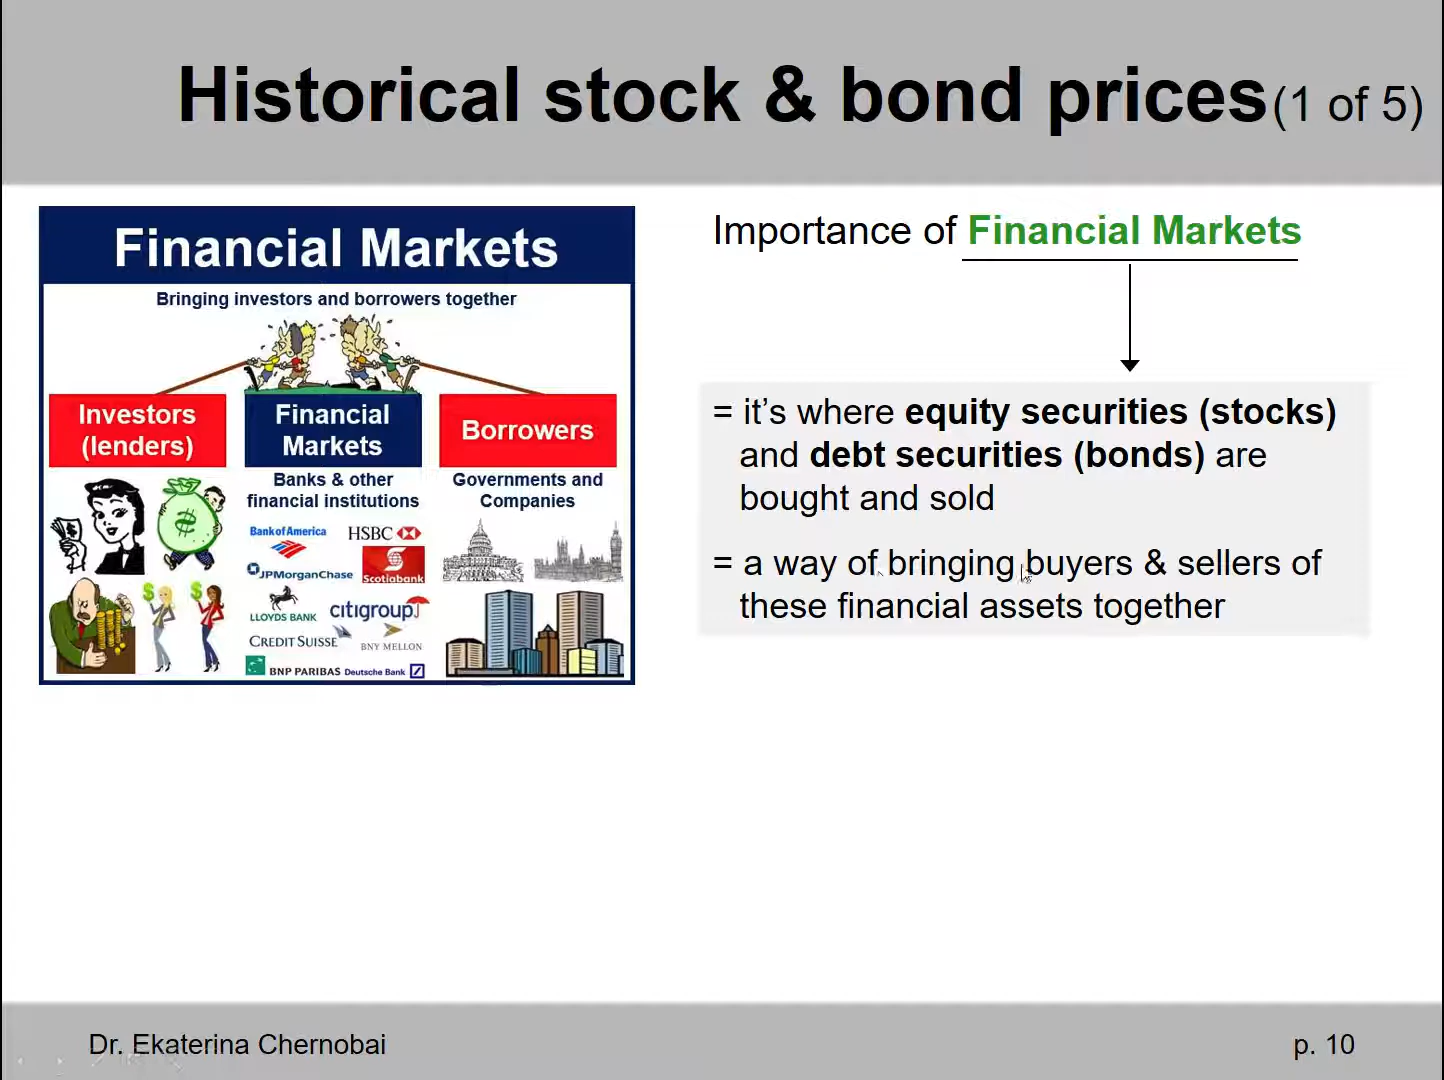 Historical stock & bond prices (1 of 5)
Financial Markets
Bringing investors and borrowers together
Investors
(lenders)
Financial
Markets
Borrowers
Banks & other
financial institutions
Governments and
Companies
Bank of America
HSBC
JPMorganChase
Scotiabank
LLOYDS BANK
citigroup
CREDIT SUISSE
BNY MELLON
BNP PARIBAS
Deutsche Bank
Importance of Financial Markets
= it’s where equity securities (stocks)
and debt securities (bonds) are
bought and sold
= a way of bringing buyers & sellers of
these financial assets together
Dr. Ekaterina Chernobai
p. 10